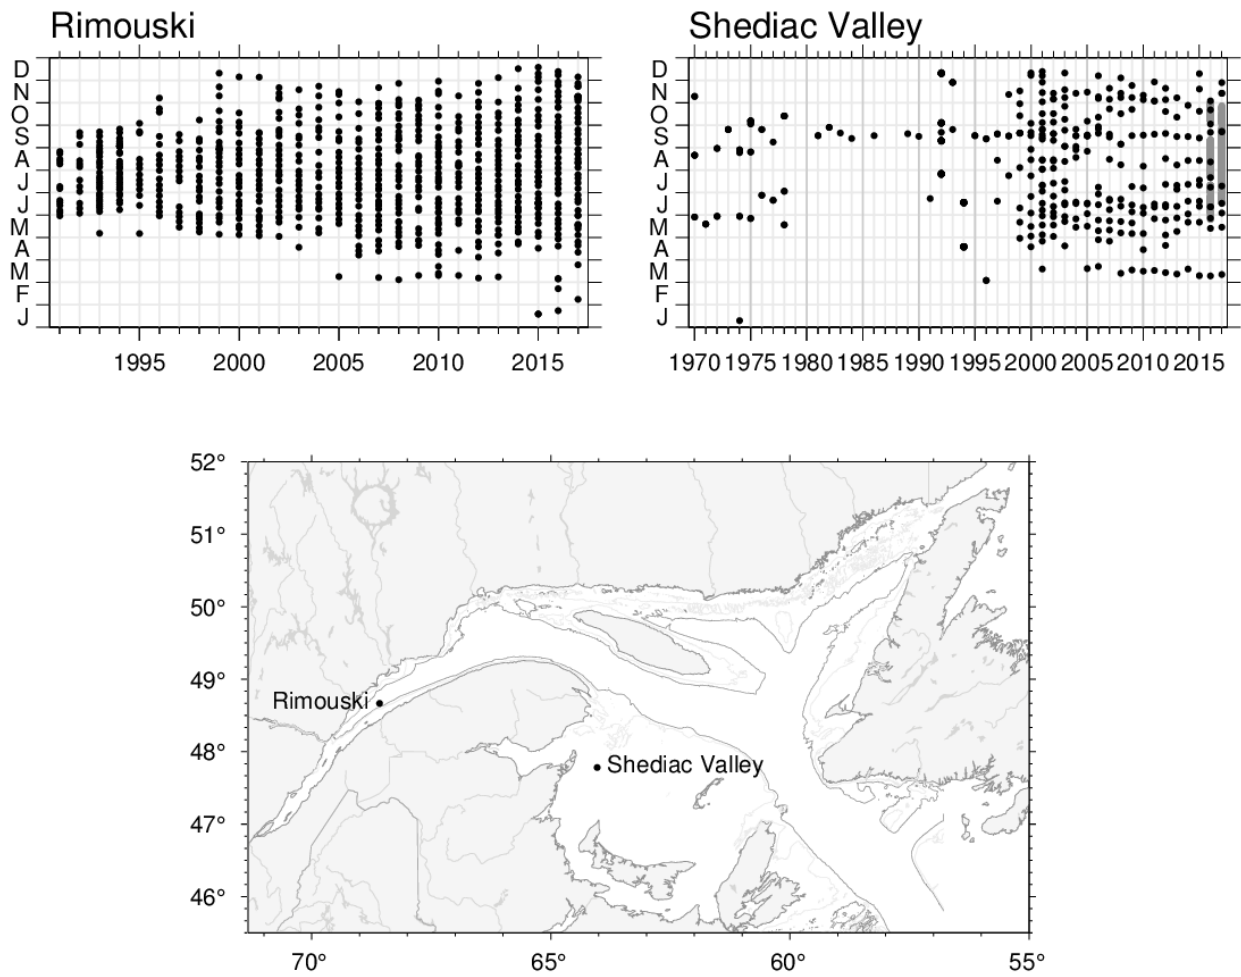 Rimouski
D
N
O
S
A
J
J
M
A
M
F
J
1995 2000 2005 2010 2015
Shediac Valley
D
N
O
S
A
J
J
M
A
M
F
J
1970 1975 1980 1985 1990 1995 2000 2005 2010 2015
52°
51°
50°
49°
48°
47°
46°
Rimouski
Shediac Valley
70° 65° 60° 55°